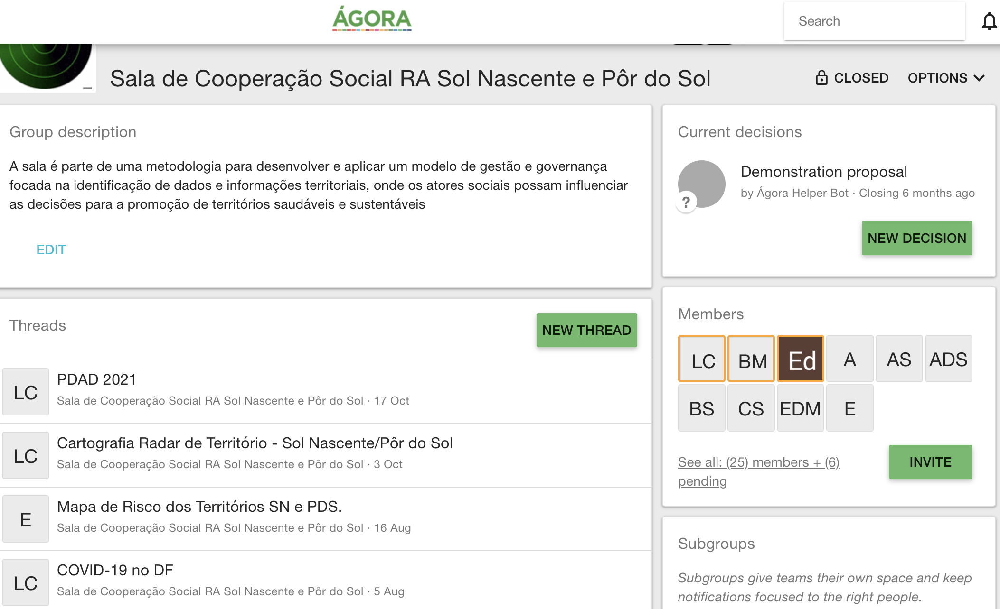 ÁGORA
Search
Sala de Cooperação Social RA Sol Nascente e Pôr do Sol
CLOSED
OPTIONS
Group description
A sala é parte de uma metodologia para desenvolver e aplicar um modelo de gestão e governança
focada na identificação de dados e informações territoriais, onde os atores sociais possam influenciar
as decisões para a promoção de territórios saudáveis e sustentáveis
EDIT
Threads
NEW THREAD
LC
PDAD 2021
Sala de Cooperação Social RA Sol Nascente e Pôr do Sol · 17 Oct
LC
Cartografia Radar de Território - Sol Nascente/Pôr do Sol
Sala de Cooperação Social RA Sol Nascente e Pôr do Sol · 3 Oct
E
Mapa de Risco dos Territórios SN e PDS.
Sala de Cooperação Social RA Sol Nascente e Pôr do Sol · 16 Aug
LC
COVID-19 no DF
Sala de Cooperação Social RA Sol Nascente e Pôr do Sol · 5 Aug
Current decisions
?
Demonstration proposal
by Ágora Helper Bot · Closing 6 months ago
NEW DECISION
Members
LC BM Ed A AS ADS
BS CS EDM E
See all: (25) members + (6)
pending
INVITE
Subgroups
Subgroups give teams their own space and keep
notifications focused to the right people.